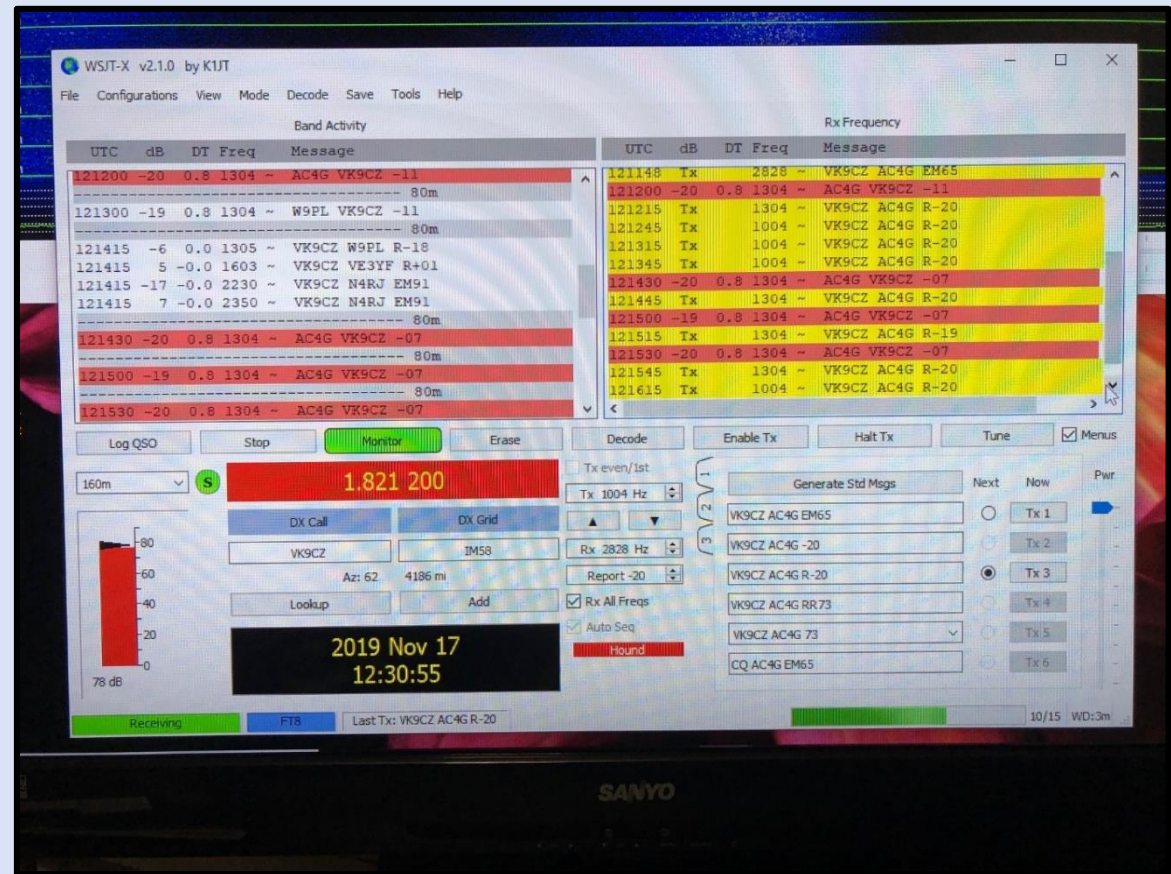 WSJT-X v2.1.0 by K1JT
File Configurations View Mode Decode Save Tools Help
Band Activity
UTC dB DT Freq Message
121200 -20 0.8 1304 ~ AC4G VK9CZ -11
------------------------------------ 80m
121300 -19 0.8 1304 ~ W9PL VK9CZ -11
------------------------------------ 80m
121415 -6 0.0 1305 ~ VK9CZ W9PL R-18
121415 5 -0.0 1603 ~ VK9CZ VE3YF R+01
121415 -17 -0.0 2230 ~ VK9CZ N4RJ EM91
121415 7 -0.0 2350 ~ VK9CZ N4RJ EM91
------------------------------------ 80m
121430 -20 0.8 1304 ~ AC4G VK9CZ -07
------------------------------------ 80m
121500 -19 0.8 1304 ~ AC4G VK9CZ -07
------------------------------------ 80m
121530 -20 0.8 1304 ~ AC4G VK9CZ -07
Rx Frequency
UTC dB DT Freq Message
121148 Tx 2828 ~ VK9CZ AC4G EM65
121200 -20 0.8 1304 ~ AC4G VK9CZ -11
121215 Tx 1304 ~ VK9CZ AC4G R-20
121245 Tx 1004 ~ VK9CZ AC4G R-20
121315 Tx 1004 ~ VK9CZ AC4G R-20
121345 Tx 1004 ~ VK9CZ AC4G R-20
121430 -20 0.8 1304 ~ AC4G VK9CZ -07
121445 Tx 1304 ~ VK9CZ AC4G R-20
121500 -19 0.8 1304 ~ AC4G VK9CZ -07
121515 Tx 1304 ~ VK9CZ AC4G R-19
121530 -20 0.8 1304 ~ AC4G VK9CZ -07
121545 Tx 1304 ~ VK9CZ AC4G R-20
121615 Tx 1004 ~ VK9CZ AC4G R-20
Log QSO Stop Monitor Erase Decode Enable Tx Halt Tx Tune Menus
160m S 1.821 200
DX Call DX Grid
VK9CZ IM58
Az: 62 4186 mi
Lookup Add
2019 Nov 17
12:30:55
-80
-60
-40
-20
-0
78 dB
Tx even/1st
Tx 1004 Hz
Rx 2828 Hz
Report -20
Rx All Freqs
Auto Seq
Hound
1
2
3
Generate Std Msgs Next Now Pwr
VK9CZ AC4G EM65 Tx 1
VK9CZ AC4G -20 Tx 2
VK9CZ AC4G R-20 Tx 3
VK9CZ AC4G RR73 Tx 4
VK9CZ AC4G 73 Tx 5
CQ AC4G EM65 Tx 6
Receiving FT8 Last Tx: VK9CZ AC4G R-20 10/15 WD:3m
SANYO